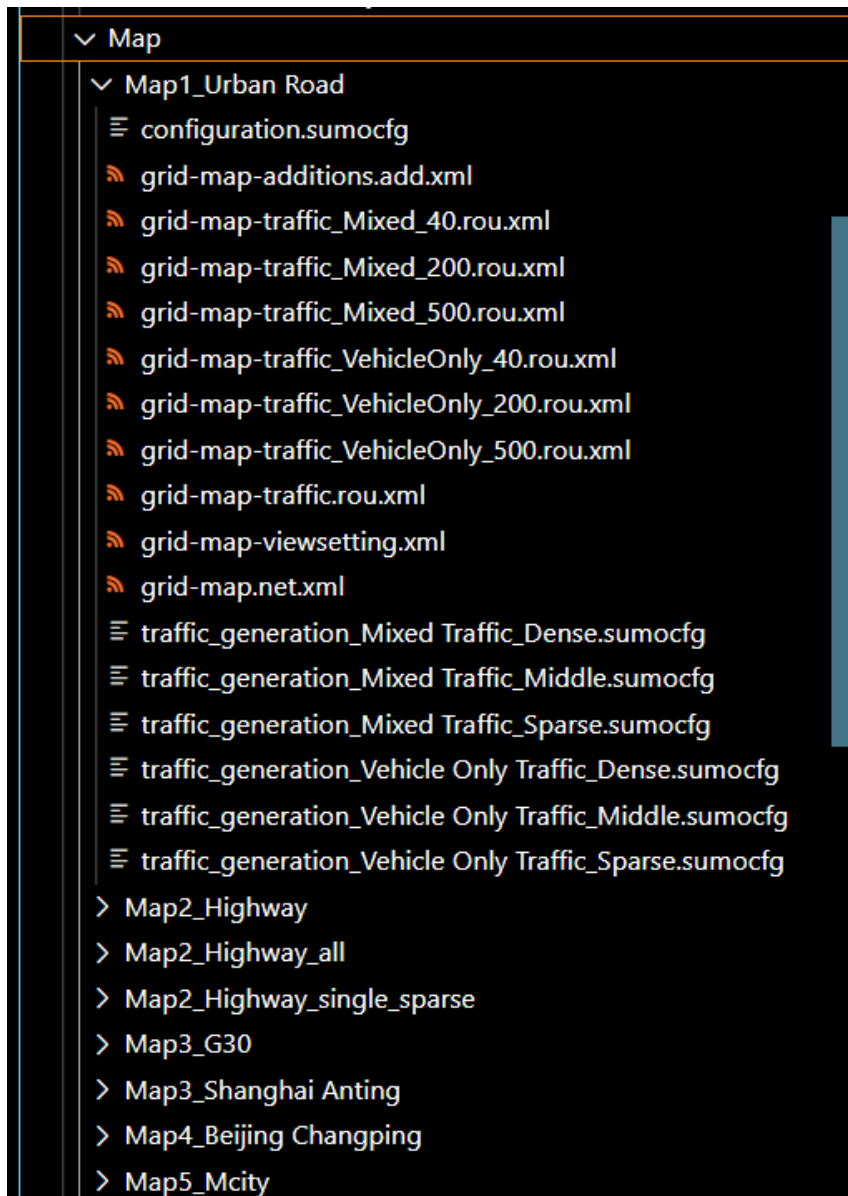 Map
Map1_Urban Road
configuration.sumocfg
grid-map-additions.add.xml
grid-map-traffic_Mixed_40.rou.xml
grid-map-traffic_Mixed_200.rou.xml
grid-map-traffic_Mixed_500.rou.xml
grid-map-traffic_VehicleOnly_40.rou.xml
grid-map-traffic_VehicleOnly_200.rou.xml
grid-map-traffic_VehicleOnly_500.rou.xml
grid-map-traffic.rou.xml
grid-map-viewsetting.xml
grid-map.net.xml
traffic_generation_Mixed Traffic_Dense.sumocfg
traffic_generation_Mixed Traffic_Middle.sumocfg
traffic_generation_Mixed Traffic_Sparse.sumocfg
traffic_generation_Vehicle Only Traffic_Dense.sumocfg
traffic_generation_Vehicle Only Traffic_Middle.sumocfg
traffic_generation_Vehicle Only Traffic_Sparse.sumocfg
Map2_Highway
Map2_Highway_all
Map2_Highway_single_sparse
Map3_G30
Map3_Shanghai Anting
Map4_Beijing Changping
Map5_Mcity